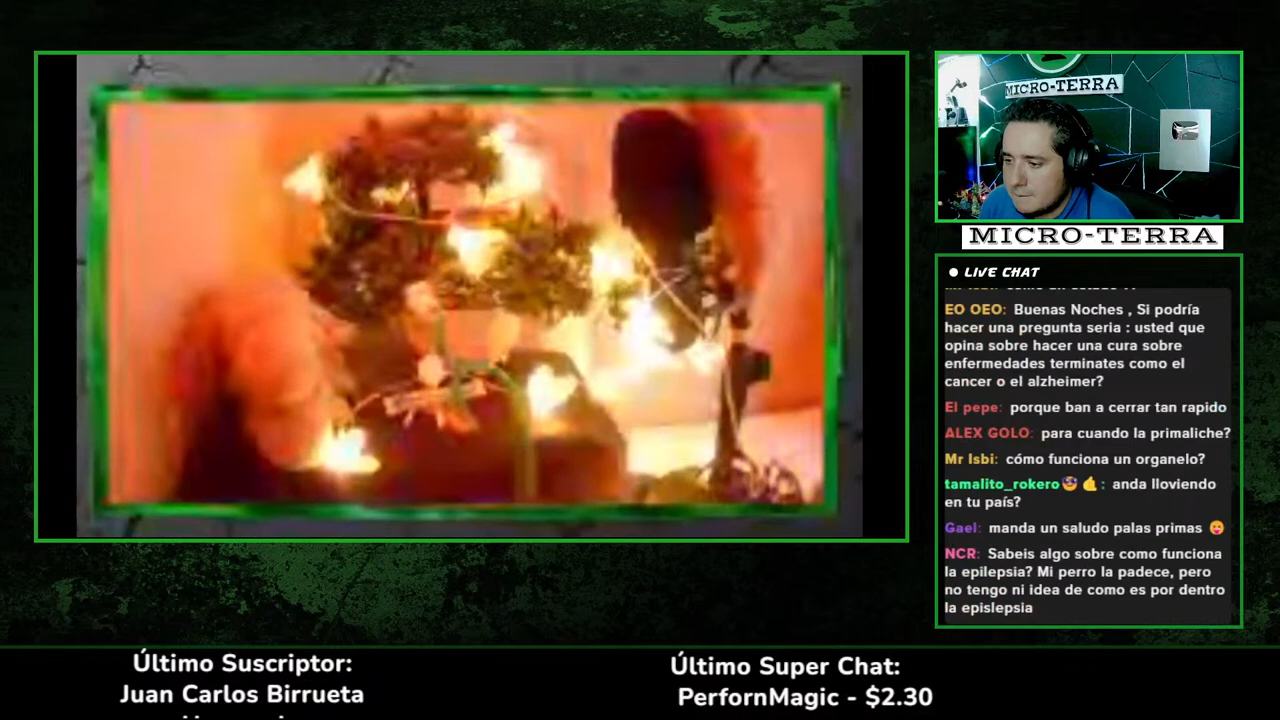 MICRO-TERRA
MICRO-TERRA
LIVE CHAT
EO OEO: Buenas Noches , Si podría
hacer una pregunta seria : usted que
opina sobre hacer una cura sobre
enfermedades terminates como el
cancer o el alzheimer?
El pepe: porque ban a cerrar tan rapido
ALEX GOLO: para cuando la primaliche?
Mr Isbi: cómo funciona un organelo?
tamalito_rokero😎🤙: anda lloviendo
en tu país?
Gael: manda un saludo palas primas 🥵
NCR: Sabeis algo sobre como funciona
la epilepsia? Mi perro la padece, pero
no tengo ni idea de como es por dentro
la epislepsia
Último Suscriptor:
Juan Carlos Birrueta
Último Super Chat:
PerfornMagic - $2.30